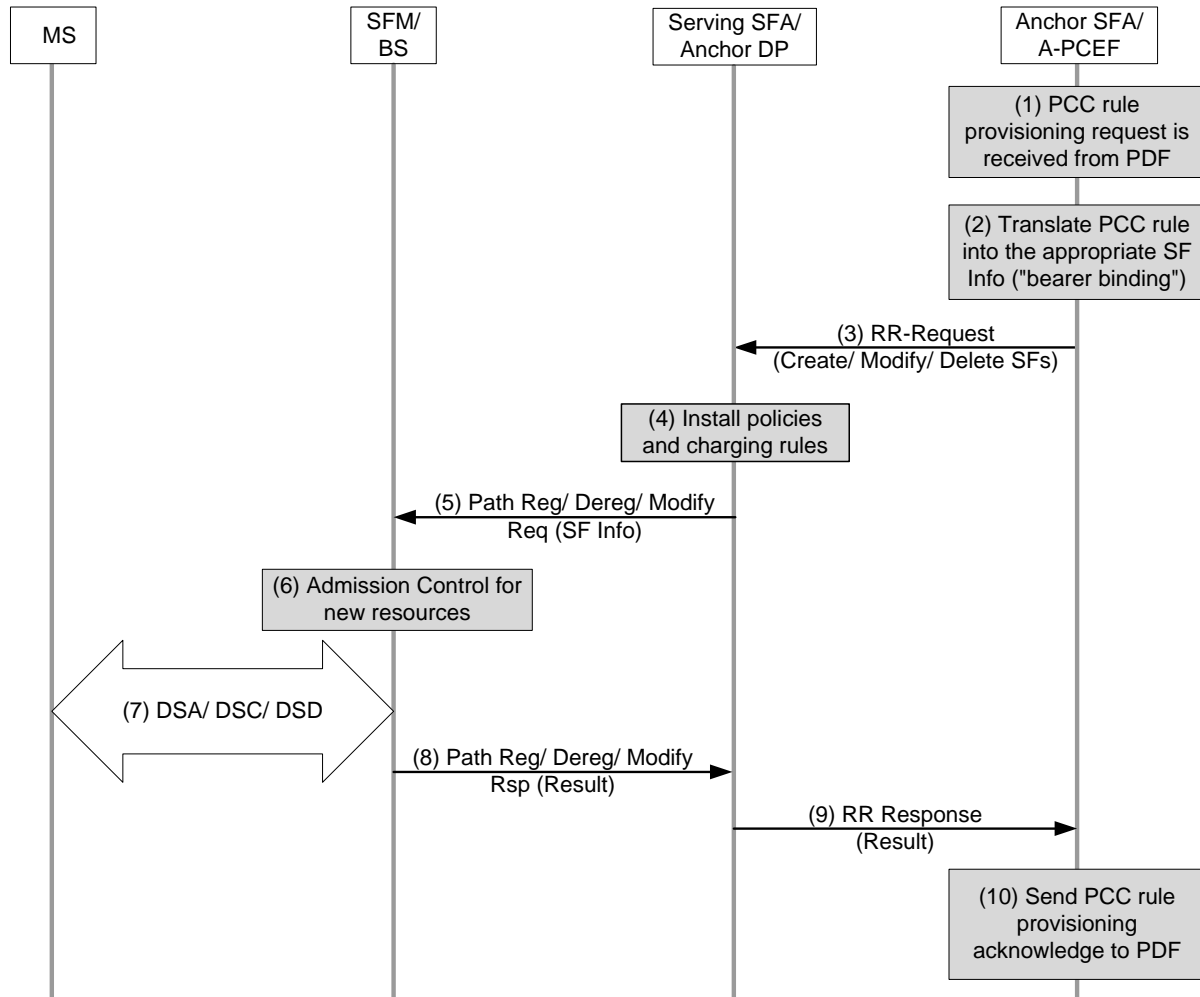 MS
SFM/
BS
Serving SFA/
Anchor DP
Anchor SFA/
A-PCEF
(1) PCC rule
provisioning request is
received from PDF
(2) Translate PCC rule
into the appropriate SF
Info ("bearer binding")
(3) RR-Request
(Create/ Modify/ Delete SFs)
(4) Install policies
and charging rules
(5) Path Reg/ Dereg/ Modify
Req (SF Info)
(6) Admission Control for
new resources
(7) DSA/ DSC/ DSD
(8) Path Reg/ Dereg/ Modify
Rsp (Result)
(9) RR Response
(Result)
(10) Send PCC rule
provisioning
acknowledge to PDF